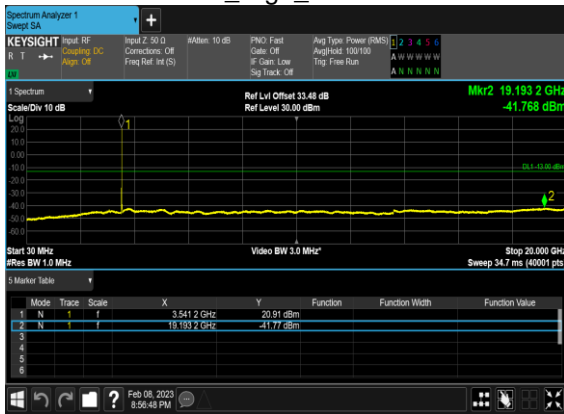 Spectrum Analyzer 1
Swept SA
KEYSIGHT Input: RF Input Z: 50 Ω #Atten: 10 dB PNO: Fast Avg Type: Power (RMS) 1 2 3 4 5 6
R T Coupling: DC Corrections: Off Gate: Off Avg|Hold: 100/100 A W W W W W
Align: Off Freq Ref: Int (S) IF Gain: Low Trig: Free Run
Sig Track: Off A N N N N N
1 Spectrum Ref Lvl Offset 33.48 dB Mkr2 19.193 2 GHz
Scale/Div 10 dB Ref Level 30.00 dBm -41.768 dBm
Log
20.0
10.0
0.00
-10.0
-20.0
-30.0
-40.0
-50.0
-60.0
1
DL1 -13.00 dBm
2
Start 30 MHz Video BW 3.0 MHz* Stop 20.000 GHz
#Res BW 1.0 MHz Sweep 34.7 ms (40001 pts)
5 Marker Table
Mode Trace Scale X Y Function Function Width Function Value
1 N 1 f 3.541 2 GHz 20.91 dBm
2 N 1 f 19.193 2 GHz -41.77 dBm
3
4
5
6
? Feb 08, 2023
8:56:48 PM